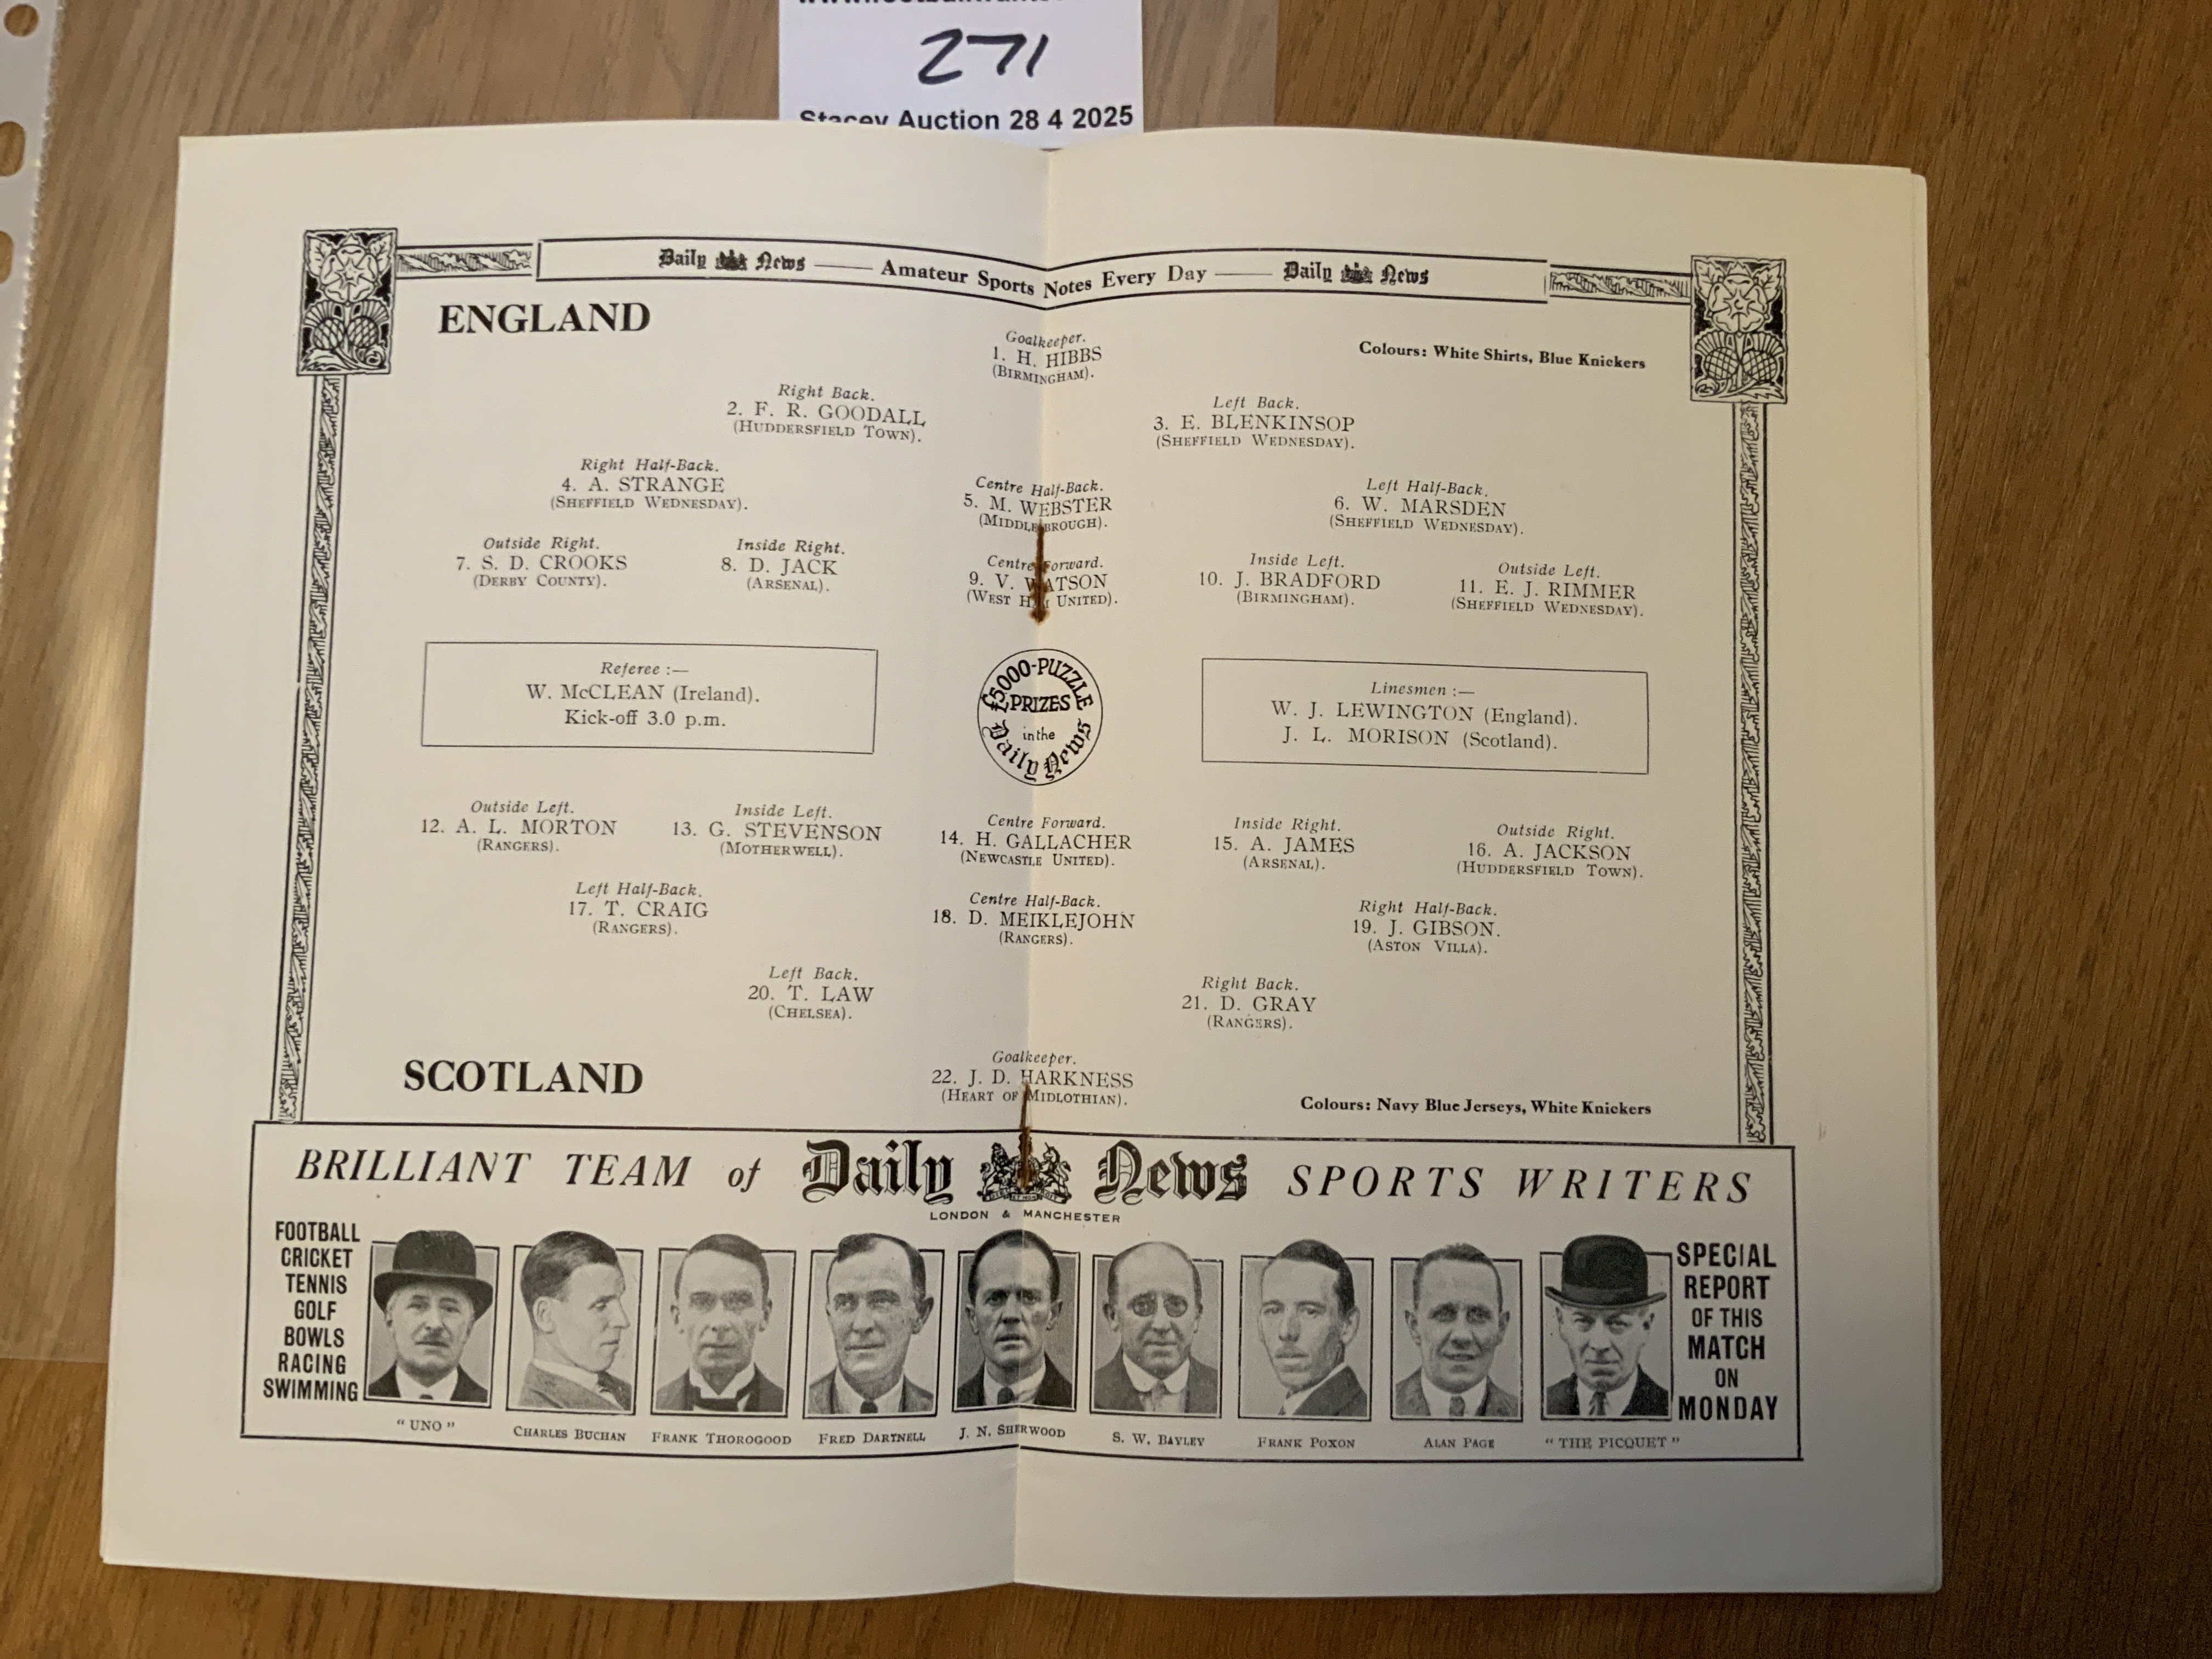 271
Stacey Auction 28 4 2025
Daily News — Amateur Sports Notes Every Day — Daily News
ENGLAND
Colours: White Shirts, Blue Knickers
Goalkeeper.
1. H. HIBBS
(BIRMINGHAM).
Right Back.
2. F. R. GOODALL
(HUDDERSFIELD TOWN).
Left Back.
3. E. BLENKINSOP
(SHEFFIELD WEDNESDAY).
Right Half-Back.
4. A. STRANGE
(SHEFFIELD WEDNESDAY).
Centre Half-Back.
5. M. WEBSTER
(MIDDLESBROUGH).
Left Half-Back.
6. W. MARSDEN
(SHEFFIELD WEDNESDAY).
Outside Right.
7. S. D. CROOKS
(DERBY COUNTY).
Inside Right.
8. D. JACK
(ARSENAL).
Centre Forward.
9. V. WATSON
(WEST HAM UNITED).
Inside Left.
10. J. BRADFORD
(BIRMINGHAM).
Outside Left.
11. E. J. RIMMER
(SHEFFIELD WEDNESDAY).
Referee :—
W. McCLEAN (Ireland).
Kick-off 3.0 p.m.
£5000-PUZZLE
PRIZES
in the
Daily News
Linesmen :—
W. J. LEWINGTON (England).
J. L. MORISON (Scotland).
Outside Left.
12. A. L. MORTON
(RANGERS).
Inside Left.
13. G. STEVENSON
(MOTHERWELL).
Centre Forward.
14. H. GALLACHER
(NEWCASTLE UNITED).
Inside Right.
15. A. JAMES
(ARSENAL).
Outside Right.
16. A. JACKSON
(HUDDERSFIELD TOWN).
Left Half-Back.
17. T. CRAIG
(RANGERS).
Centre Half-Back.
18. D. MEIKLEJOHN
(RANGERS).
Right Half-Back.
19. J. GIBSON.
(ASTON VILLA).
Left Back.
20. T. LAW
(CHELSEA).
Right Back.
21. D. GRAY
(RANGERS).
Goalkeeper.
22. J. D. HARKNESS
(HEART OF MIDLOTHIAN).
SCOTLAND
Colours: Navy Blue Jerseys, White Knickers
BRILLIANT TEAM of Daily News SPORTS WRITERS
LONDON & MANCHESTER
FOOTBALL
CRICKET
TENNIS
GOLF
BOWLS
RACING
SWIMMING
"UNO"
CHARLES BUCHAN
FRANK THOROGOOD
FRED DARTNELL
J. N. SHERWOOD
S. W. BAYLEY
FRANK POXON
ALAN PAGE
"THE PICQUET"
SPECIAL
REPORT
OF THIS
MATCH
ON
MONDAY